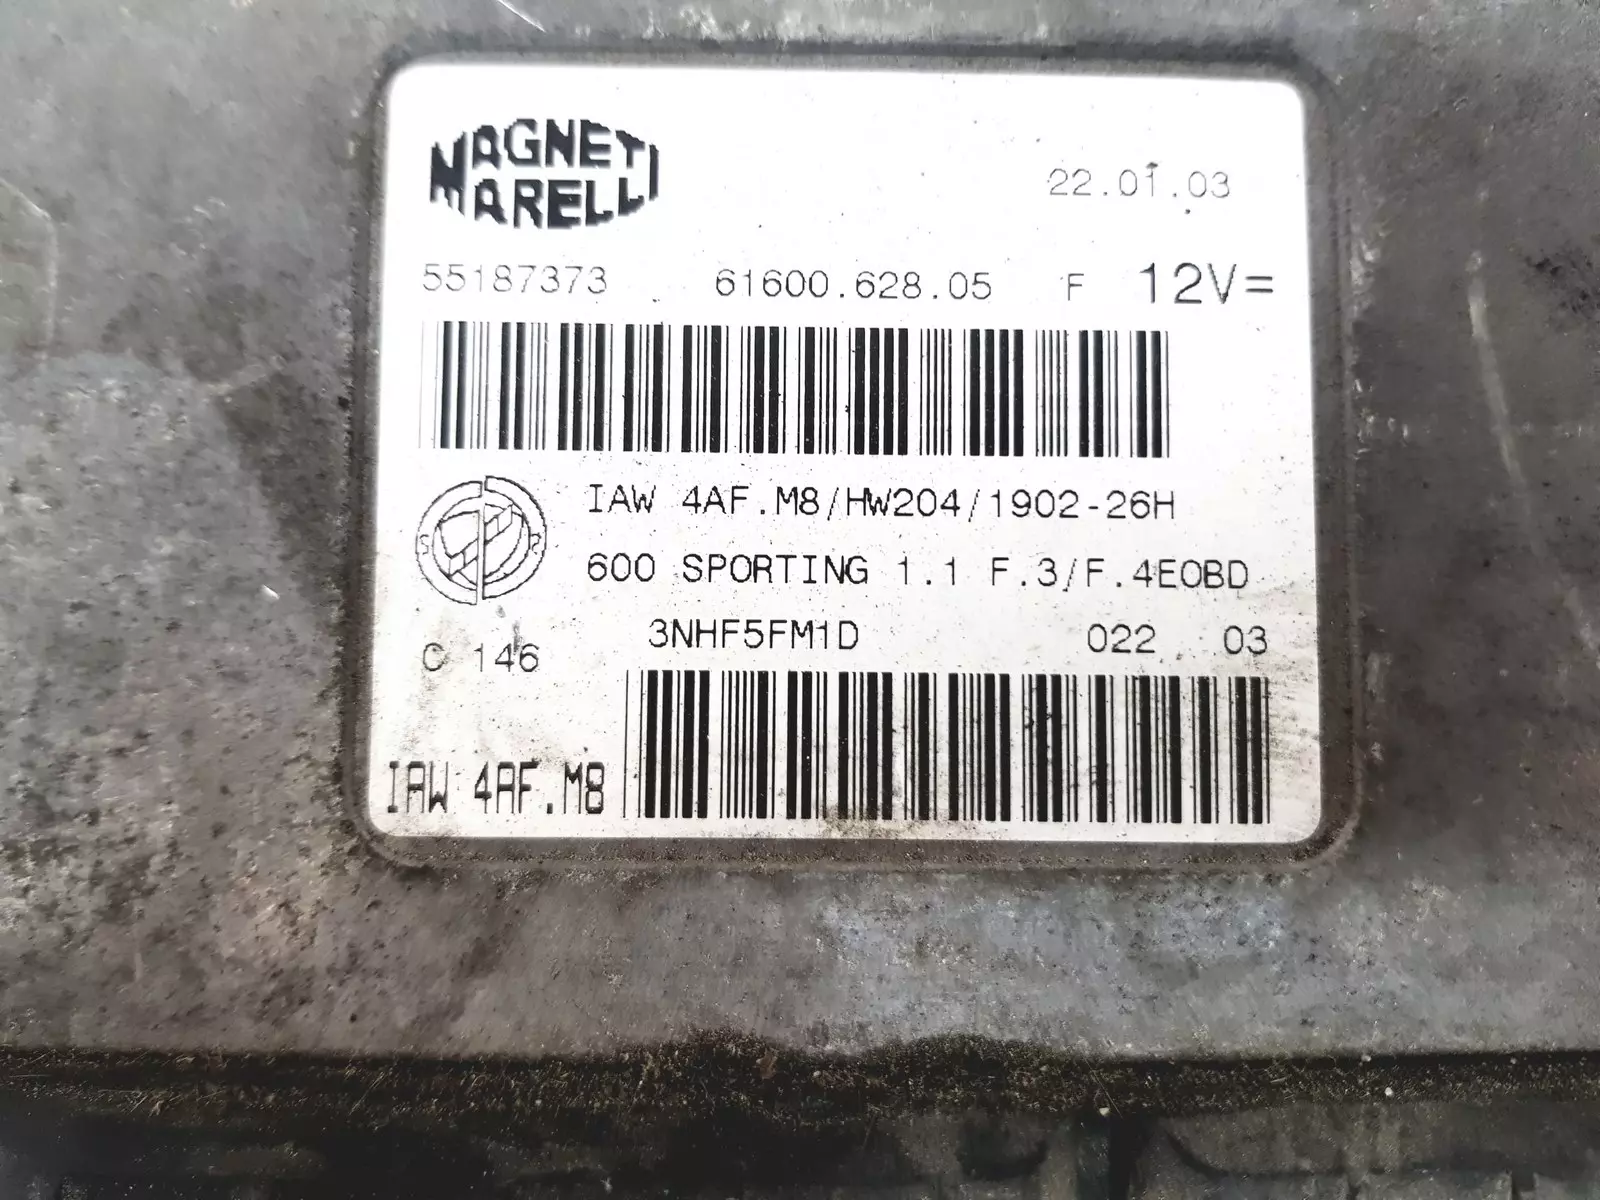 MAGNETI
MARELLI
22.01.03
55187373 61600.628.05 F 12V=
IAW 4AF.M8/HW204/1902-26H
S R
600 SPORTING 1.1 F.3/F.4EOBD
C 146 3NHF5FM1D 022 03
IAW 4AF.M8